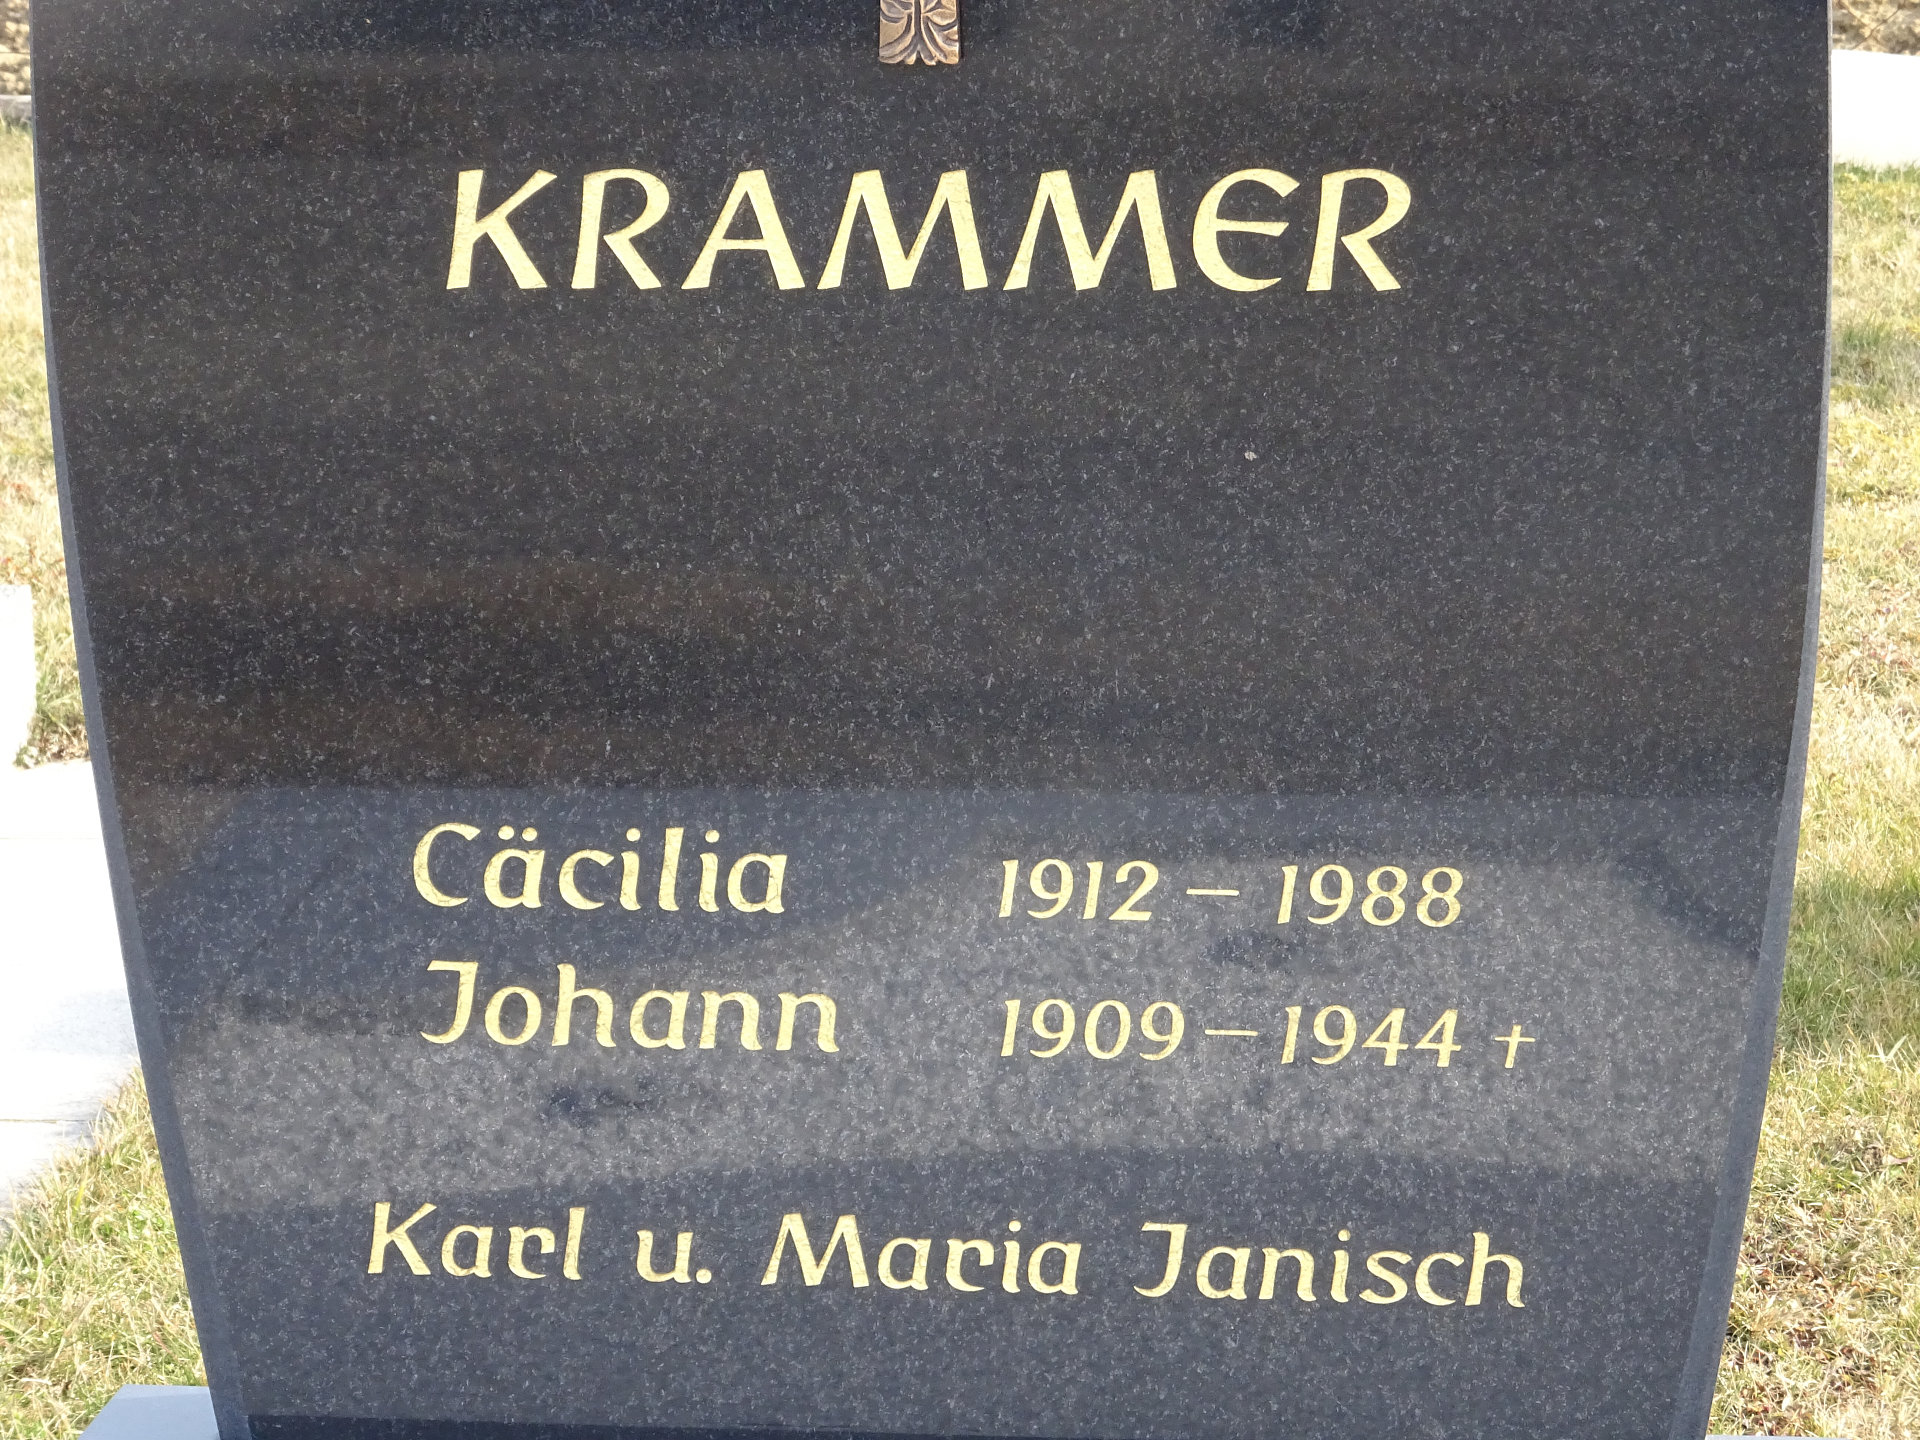 KRAMMER
Cäcilia 1912 – 1988
Johann 1909 – 1944 +
Karl u. Maria Janisch